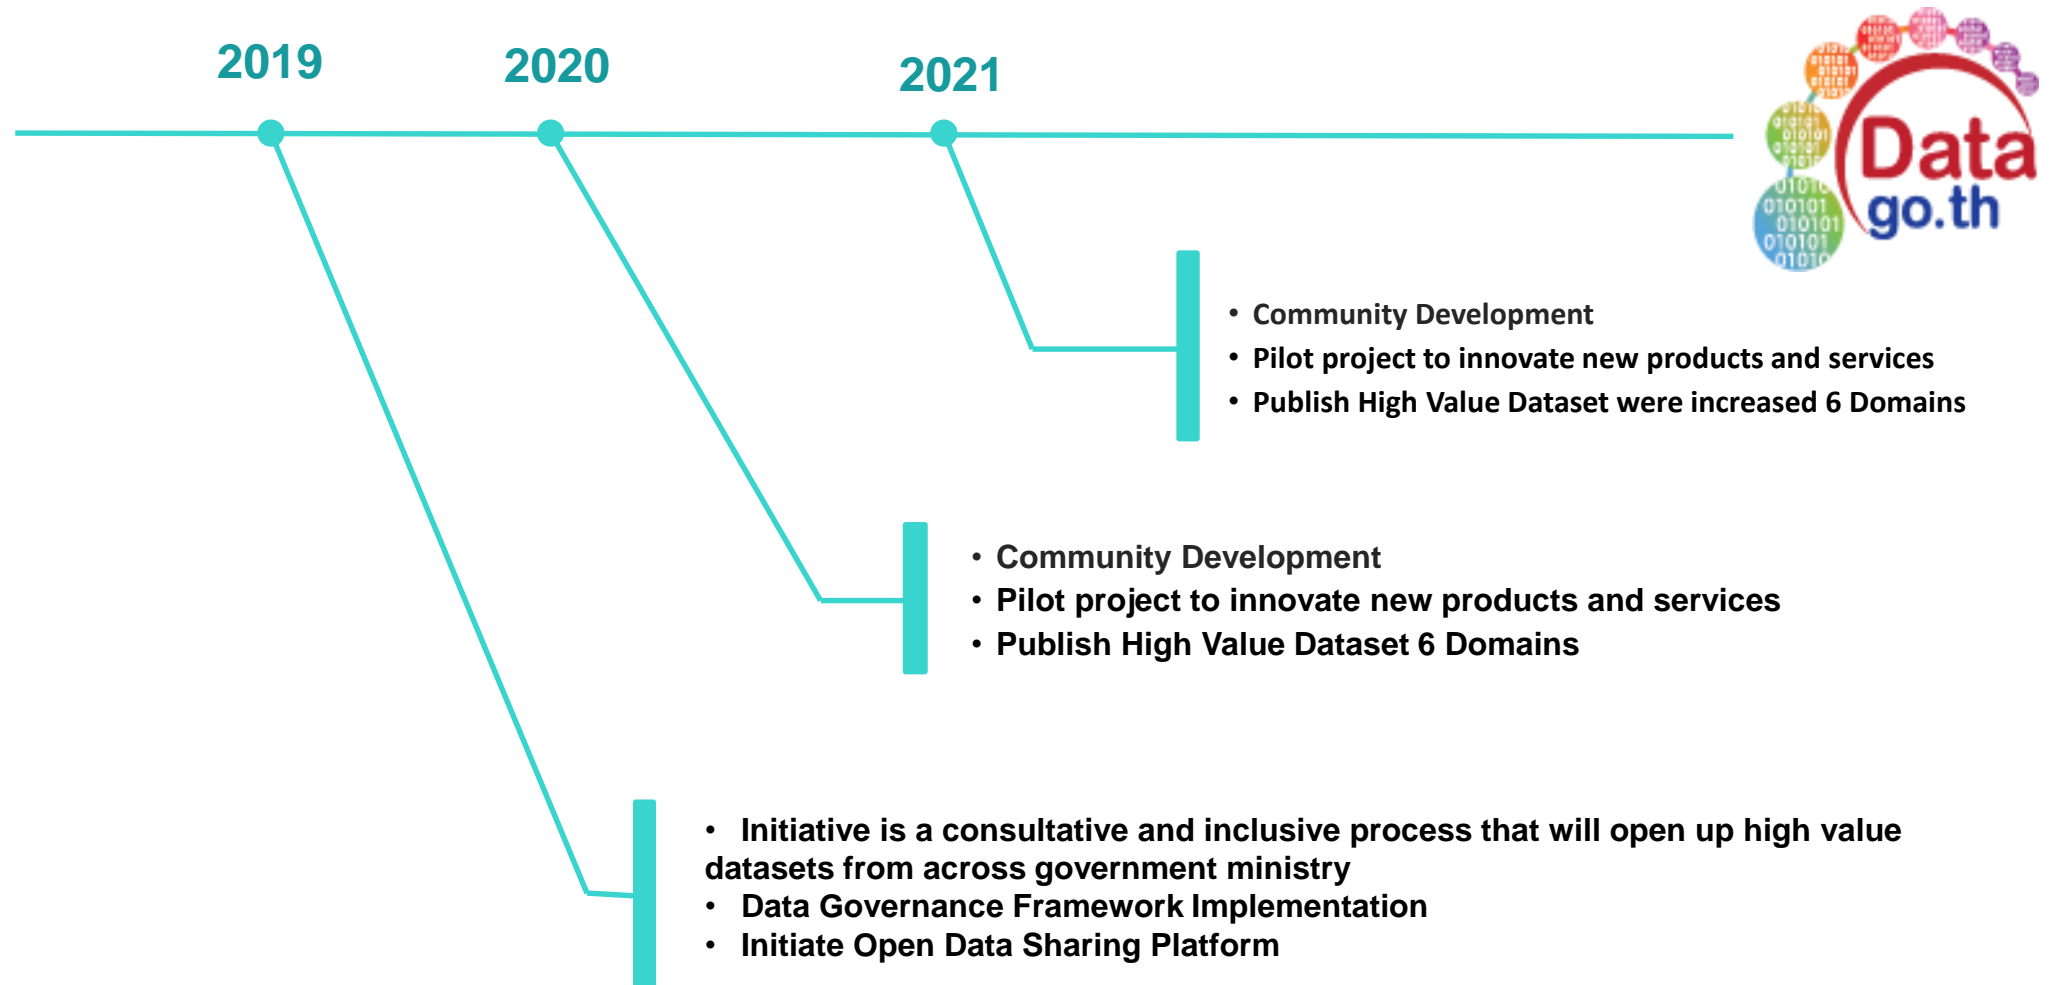 2019
2020
2021
Data
go.th
• Community Development
• Pilot project to innovate new products and services
• Publish High Value Dataset were increased 6 Domains
• Community Development
• Pilot project to innovate new products and services
• Publish High Value Dataset 6 Domains
• Initiative is a consultative and inclusive process that will open up high value
datasets from across government ministry
• Data Governance Framework Implementation
• Initiate Open Data Sharing Platform